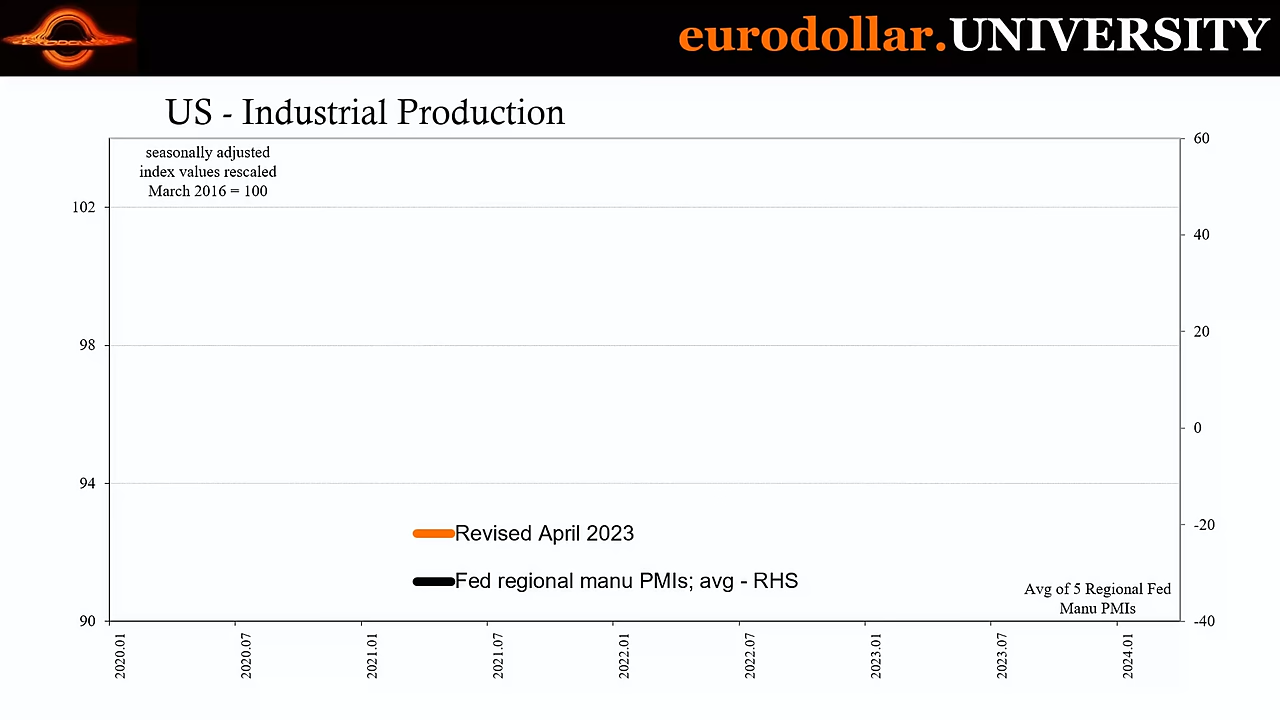 eurodollar.UNIVERSITY
US - Industrial Production
seasonally adjusted
index values rescaled
March 2016 = 100
102
98
94
90
60
40
20
0
-20
-40
Revised April 2023
Fed regional manu PMIs; avg - RHS
Avg of 5 Regional Fed
Manu PMIs
2020.01
2020.07
2021.01
2021.07
2022.01
2022.07
2023.01
2023.07
2024.01